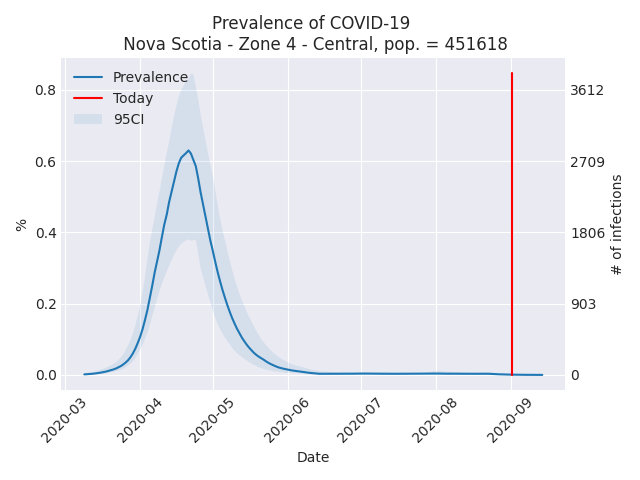 Prevalence of COVID-19
Nova Scotia - Zone 4 - Central, pop. = 451618
Prevalence
Today
95CI
0.8
0.6
0.4
0.2
0.0
%
3612
2709
1806
903
0
# of infections
2020-03
2020-04
2020-05
2020-06
2020-07
2020-08
2020-09
Date